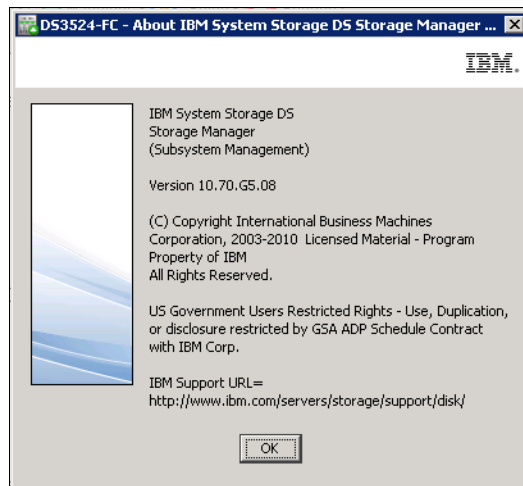 DS3524-FC - About IBM System Storage DS Storage Manager ...
IBM.
IBM System Storage DS
Storage Manager
(Subsystem Management)
Version 10.70.G5.08
(C) Copyright International Business Machines
Corporation, 2003-2010 Licensed Material - Program
Property of IBM
All Rights Reserved.
US Government Users Restricted Rights - Use, Duplication,
or disclosure restricted by GSA ADP Schedule Contract
with IBM Corp.
IBM Support URL=
http://www.ibm.com/servers/storage/support/disk/
OK